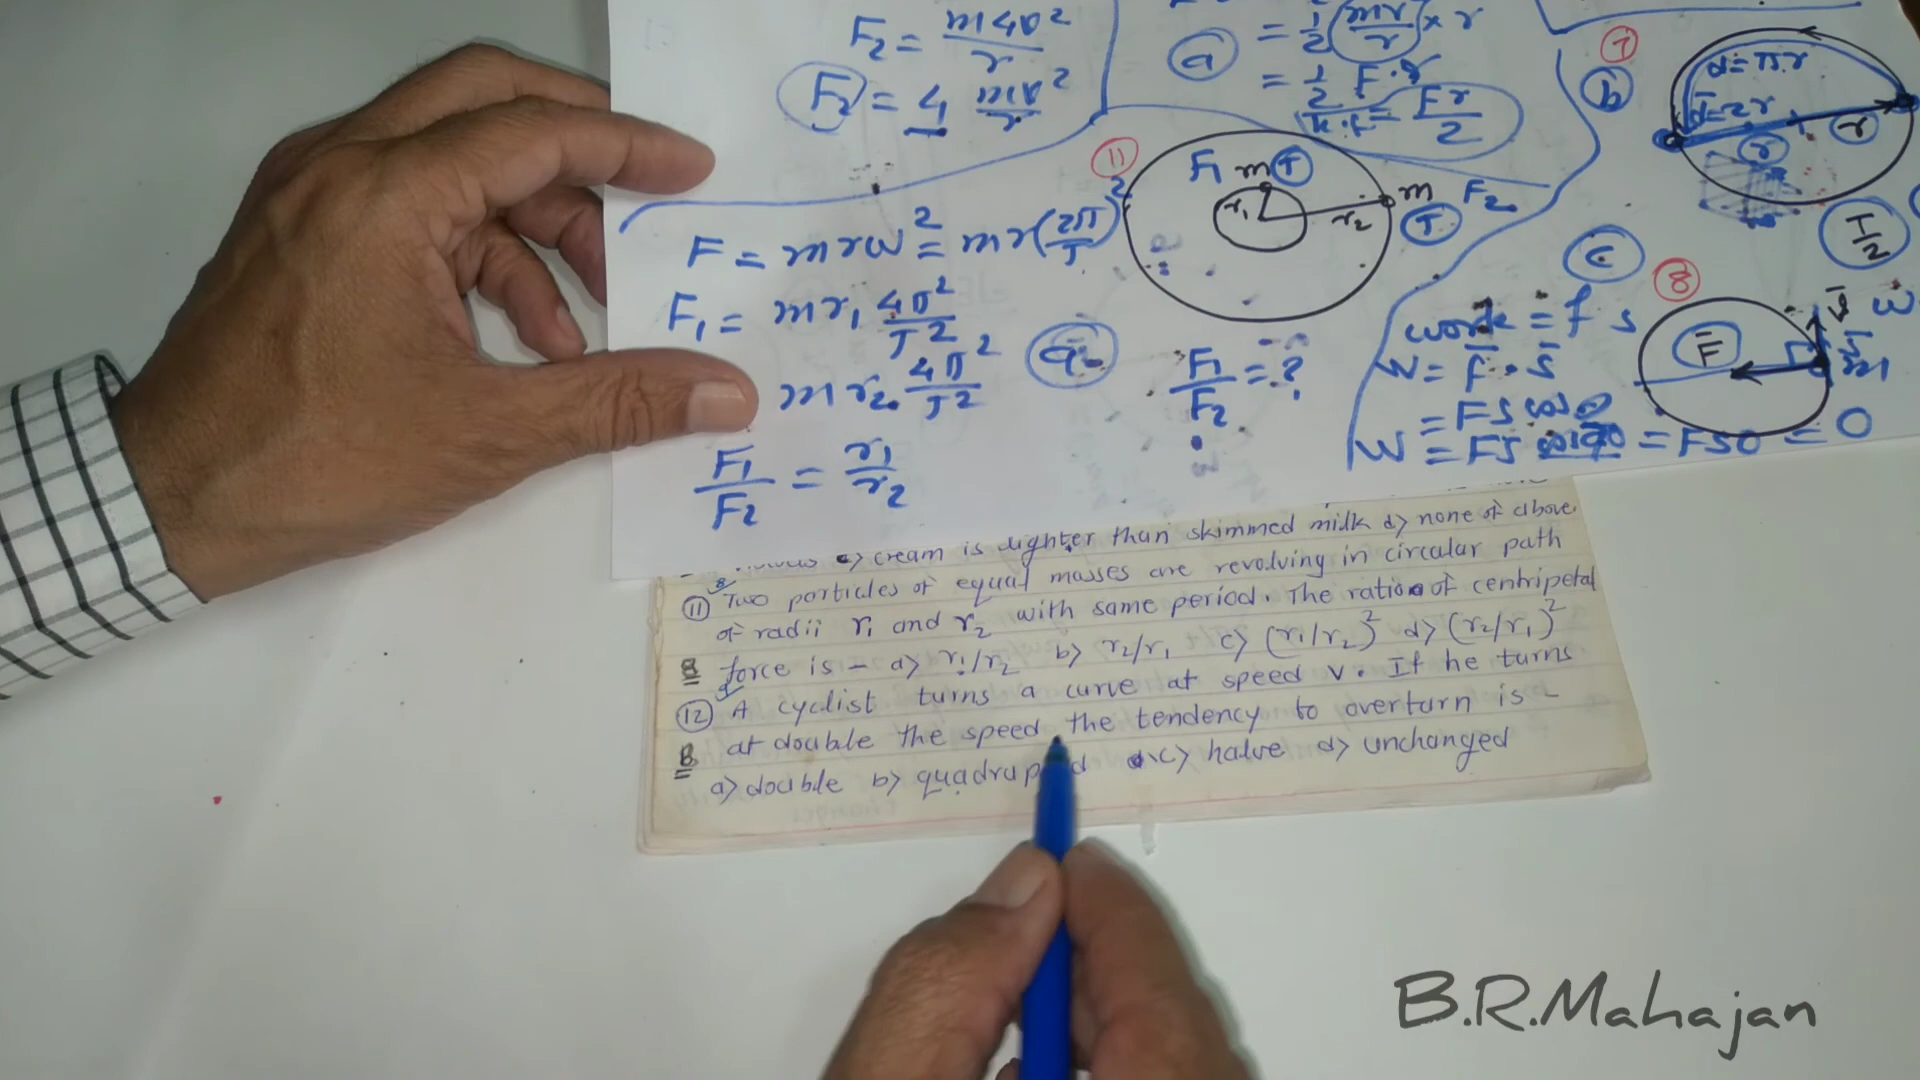 F₂ = m4v²/r
F₂ = 4 mv²/r
a
= 1/2 (mv²/r) × r
= 1/2 F · r
k.E = Fr/2
7
b
d = πr
d = 2r
r
r
T/2
11
F₁ m T
r₁
r₂
m F₂
T
F = mrω² = mr(2π/T)²
F₁ = mr₁ 4π²/T²
mr₂ 4π²/T²
a
F₁/F₂ = ?
F₁/F₂ = r₁/r₂
c
8
work = f s
W = F · S
= FS cosθ
W = FS cos90 = FS0 = 0
F
m
c) cream is lighter than skimmed milk d) none of above.
11 Two particles of equal masses are revolving in circular path
of radii r₁ and r₂ with same period. The ratio of centripetal
force is – a) r₁/r₂ b) r₂/r₁ c) (r₁/r₂)² d) (r₂/r₁)²
12 A cyclist turns a curve at speed v. If he turns
at double the speed the tendency to overturn is –
a) double b) c) halve d) unchanged
B.R.Mahajan